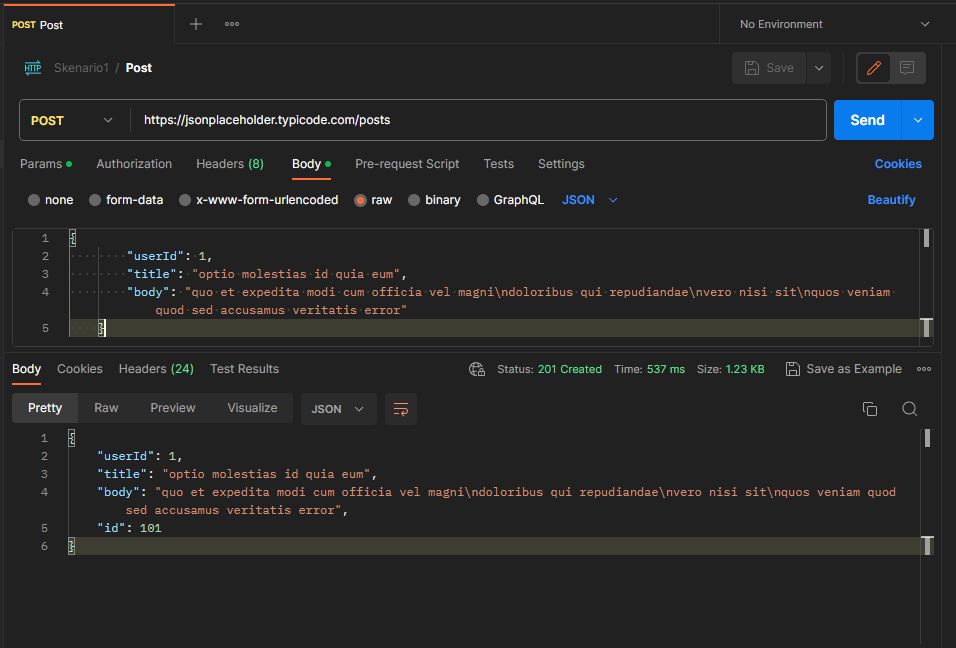 POST Post
No Environment
HTTP Skenario1 / Post
Save
POST https://jsonplaceholder.typicode.com/posts
Send
Params Authorization Headers (8) Body Pre-request Script Tests Settings Cookies
none form-data x-www-form-urlencoded raw binary GraphQL JSON Beautify
1 {
2 "userId": 1,
3 "title": "optio molestias id quia eum",
4 "body": "quo et expedita modi cum officia vel magni\ndoloribus qui repudiandae\nvero nisi sit\nquos veniam
quod sed accusamus veritatis error"
5 }
Body Cookies Headers (24) Test Results Status: 201 Created Time: 537 ms Size: 1.23 KB Save as Example
Pretty Raw Preview Visualize JSON
1 {
2 "userId": 1,
3 "title": "optio molestias id quia eum",
4 "body": "quo et expedita modi cum officia vel magni\ndoloribus qui repudiandae\nvero nisi sit\nquos veniam quod
sed accusamus veritatis error",
5 "id": 101
6 }